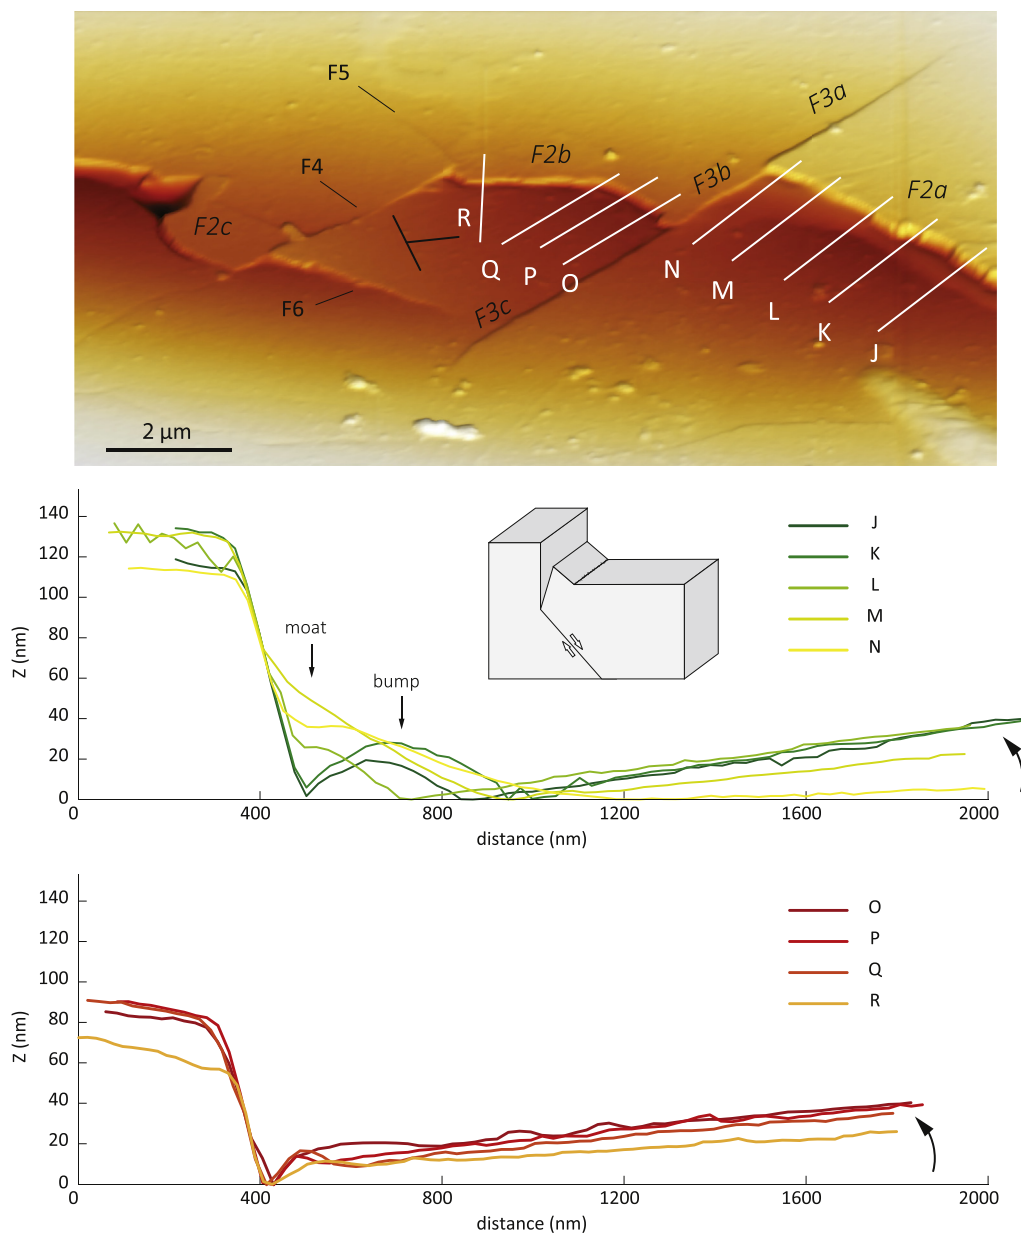 F5
F3a
F4
F2b
F3b
F2a
R
F2c
Q
P
O
N
M
L
K
J
F6
F3c
2 µm
140
120
100
80
60
40
20
0
Z (nm)
moat
bump
J
K
L
M
N
0
400
800
1200
1600
2000
distance (nm)
140
120
100
80
60
40
20
0
Z (nm)
O
P
Q
R
0
400
800
1200
1600
2000
distance (nm)